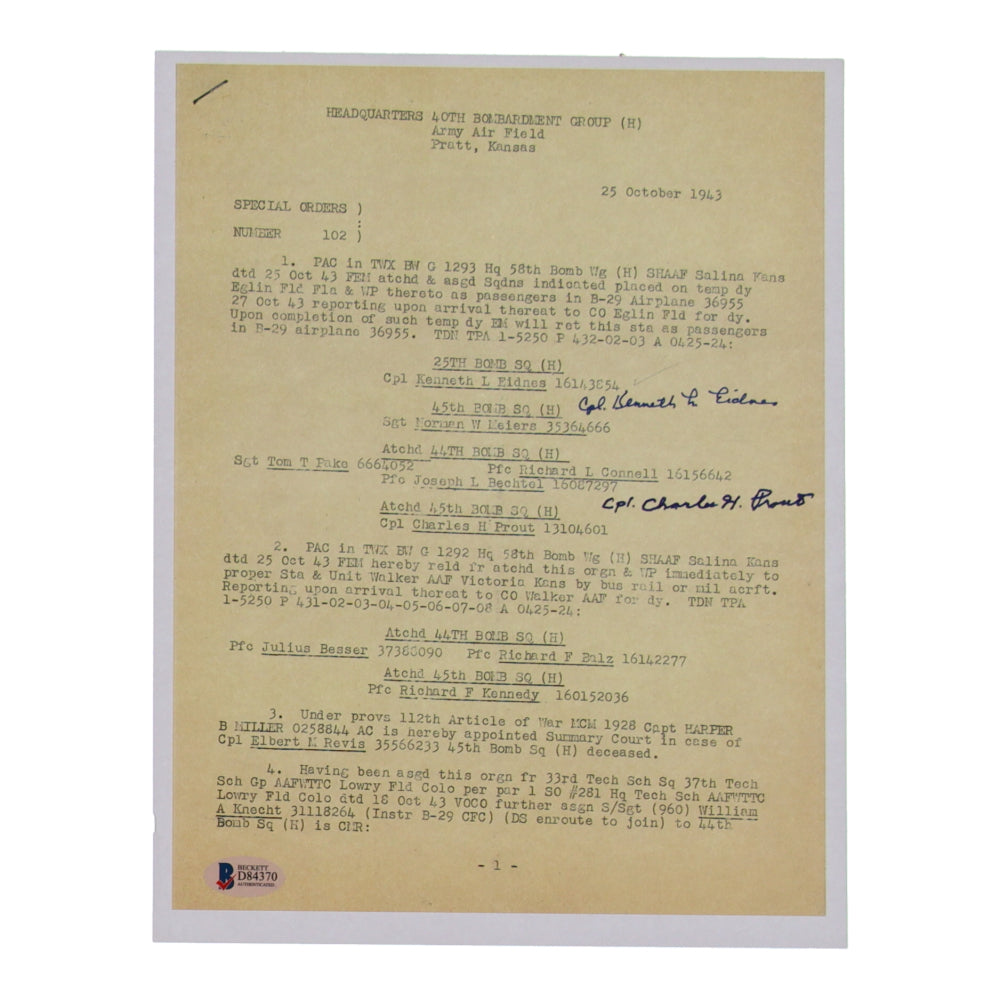 HEADQUARTERS 40TH BOMBARDMENT GROUP (H)
Army Air Field
Pratt, Kansas
25 October 1943
SPECIAL ORDERS )
:
NUMBER 102 )
1. PAC in TWX BW G 1293 Hq 58th Bomb Wg (H) SHAAF Salina Kans
dtd 25 Oct 43 FEM atchd & asgd Sqdns indicated placed on temp dy
Eglin Fld Fla & WP thereto as passengers in B-29 Airplane 36955
27 Oct 43 reporting upon arrival thereat to CO Eglin Fld for dy.
Upon completion of such temp dy EM will ret this sta as passengers
in B-29 airplane 36955. TDN TPA 1-5250 P 432-02-03 A 0425-24:
25TH BOMB SQ (H)
Cpl Kenneth L Eidnes 16143854
Cpl. Kenneth L Eidnes
45th BOMB SQ (H)
Sgt Norman W Meiers 35364666
Atchd 44TH BOMB SQ (H)
Sgt Tom T Pake 6664052 Pfc Richard L Connell 16156642
Pfc Joseph L Bechtel 16087297
Cpl. Charles H. Prout
Atchd 45th BOMB SQ (H)
Cpl Charles H Prout 13104601
2. PAC in TWX BW G 1292 Hq 58th Bomb Wg (H) SHAAF Salina Kans
dtd 25 Oct 43 FEM hereby reld fr atchd this orgn & WP immediately to
proper Sta & Unit Walker AAF Victoria Kans by bus rail or mil acrft.
Reporting upon arrival thereat to CO Walker AAF for dy. TDN TPA
1-5250 P 431-02-03-04-05-06-07-08 A 0425-24:
Atchd 44TH BOMB SQ (H)
Pfc Julius Besser 37380090 Pfc Richard F Balz 16142277
Atchd 45th BOMB SQ (H)
Pfc Richard F Kennedy 160152036
3. Under provs 112th Article of War MCM 1928 Capt HARPER
B MILLER 0258844 AC is hereby appointed Summary Court in case of
Cpl Elbert M Revis 35566233 45th Bomb Sq (H) deceased.
4. Having been asgd this orgn fr 33rd Tech Sch Sq 37th Tech
Sch Gp AAFWTTC Lowry Fld Colo per par 1 SO #281 Hq Tech Sch AAFWTTC
Lowry Fld Colo dtd 18 Oct 43 VOCO further assgn S/Sgt (960) William
A Knecht 31118264 (Instr B-29 CFC) (DS enroute to join) to 44th
Bomb Sq (H) is CMR:
- 1 -
B
BECKETT
D84370
AUTHENTICATED